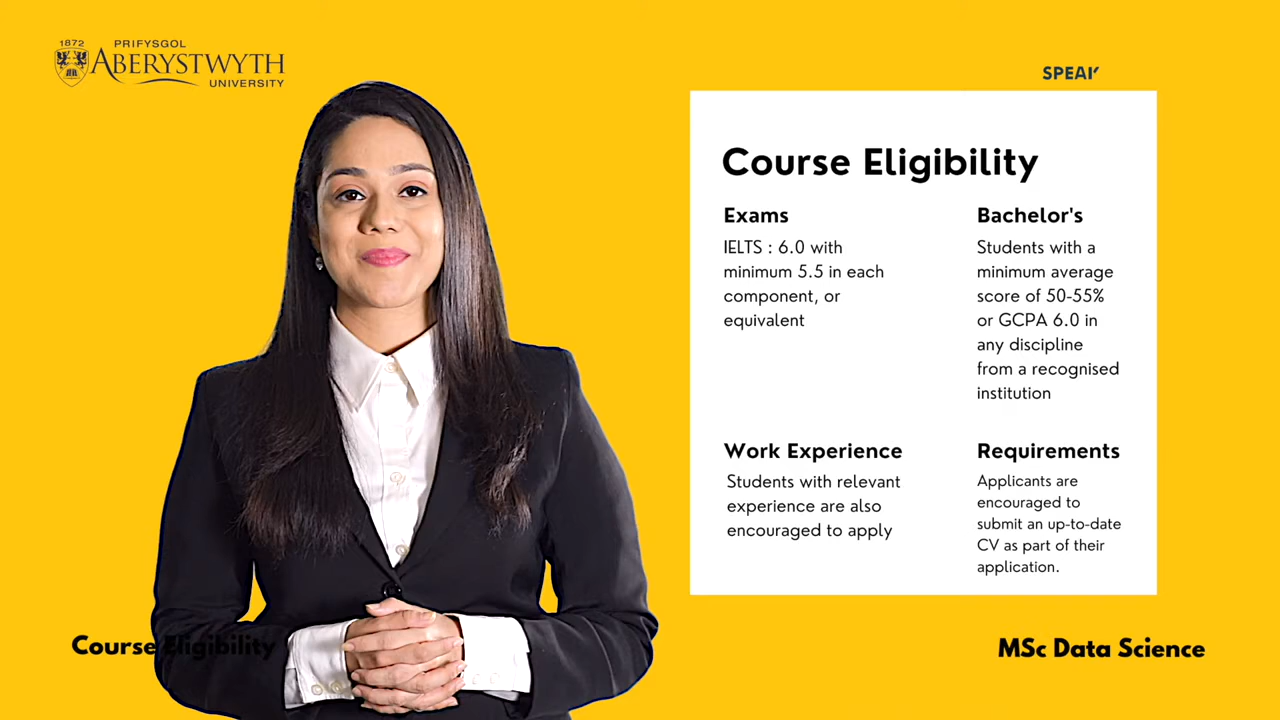 1872
PRIFYSGOL
ABERYSTWYTH
UNIVERSITY
Course Eligibility
Exams
IELTS : 6.0 with
minimum 5.5 in each
component, or
equivalent
Bachelor's
Students with a
minimum average
score of 50-55%
or GCPA 6.0 in
any discipline
from a recognised
institution
Work Experience
Students with relevant
experience are also
encouraged to apply
Requirements
Applicants are
encouraged to
submit an up-to-date
CV as part of their
application.
Course Eligibility
MSc Data Science